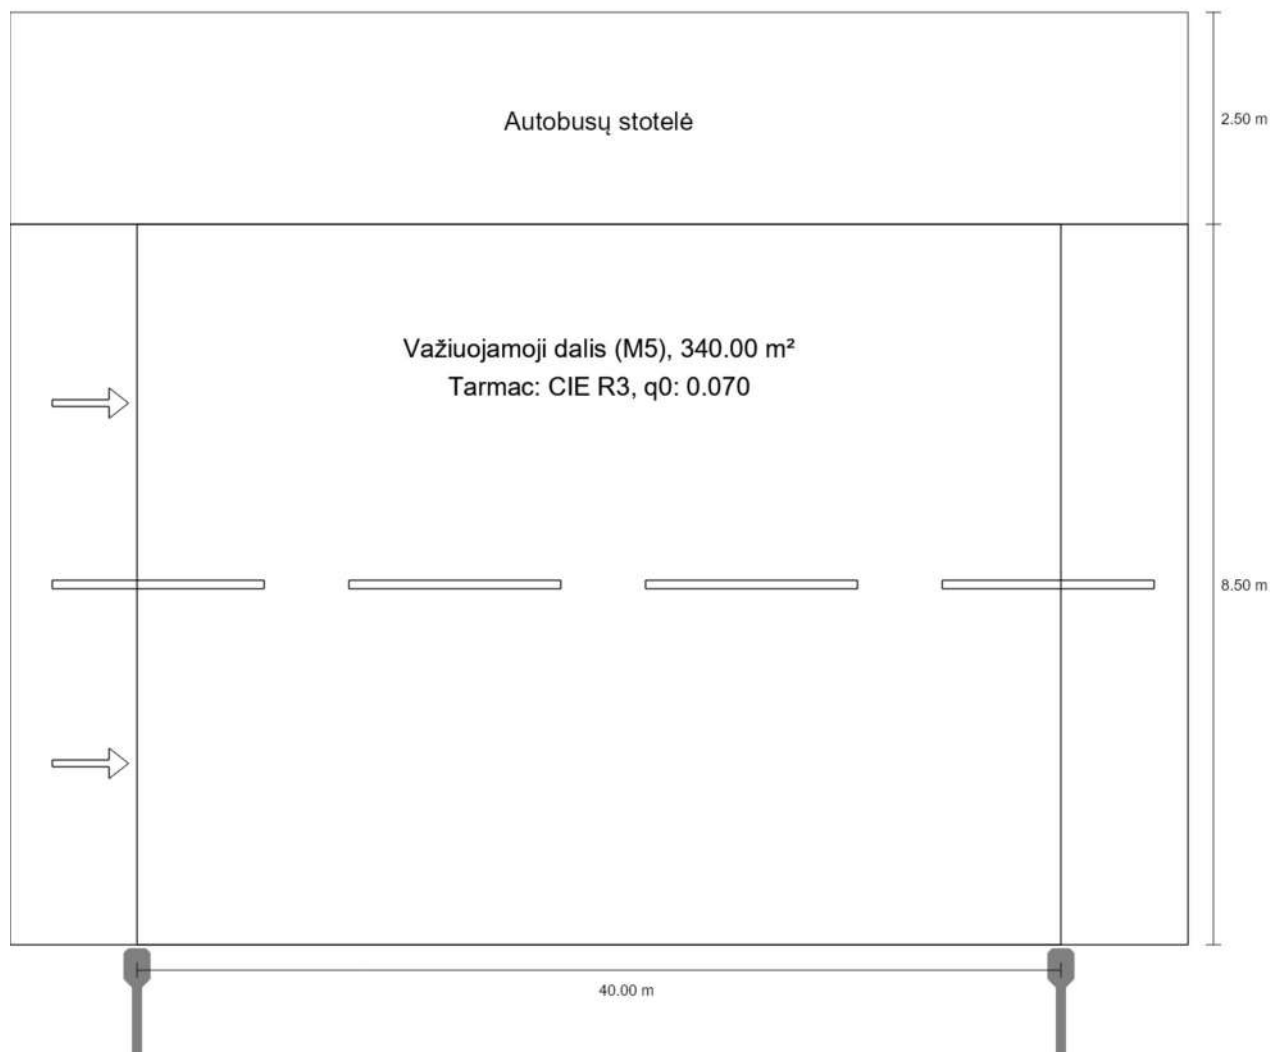 Autobusų stotelė
2.50 m
Važiuojamoji dalis (M5), 340.00 m²
Tarmac: CIE R3, q0: 0.070
8.50 m
40.00 m